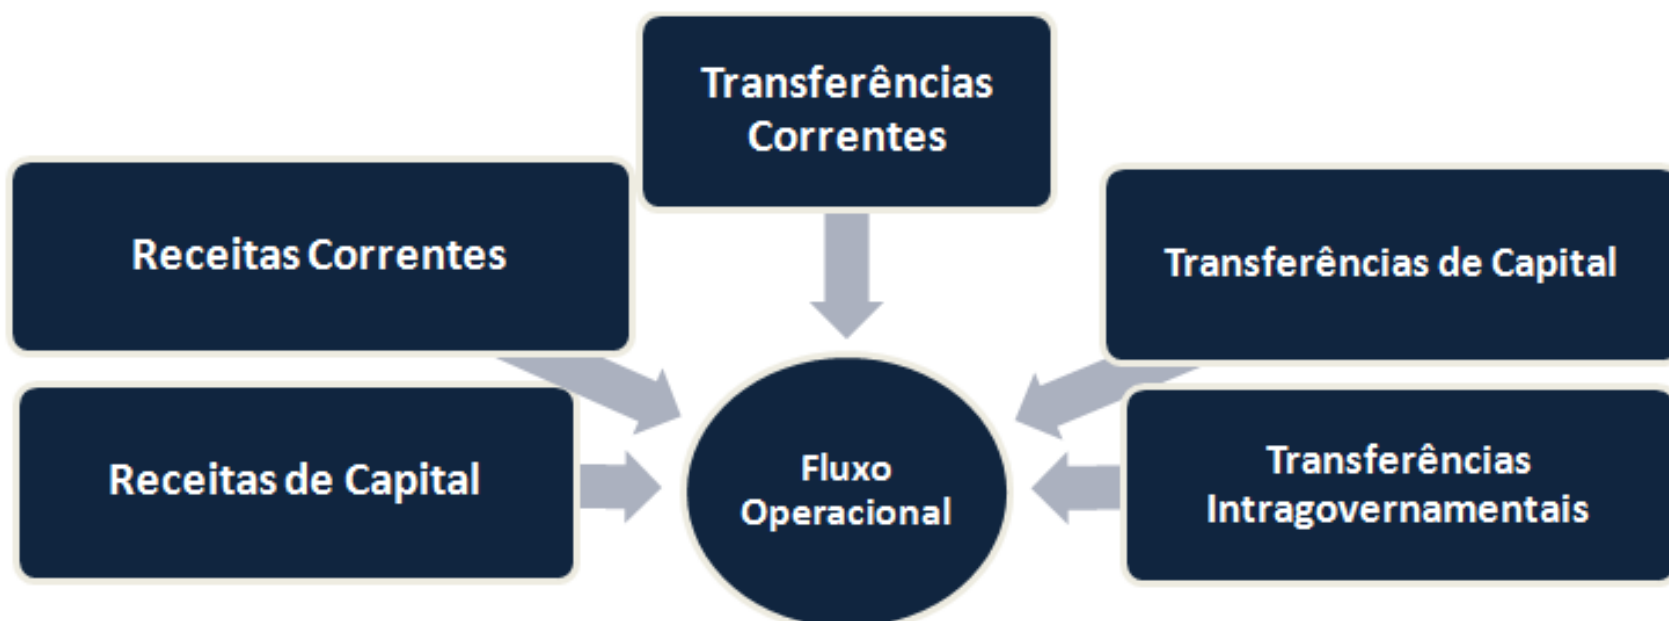 Transferências
Correntes
Receitas Correntes
Transferências de Capital
Receitas de Capital
Fluxo
Operacional
Transferências
Intragovernamentais